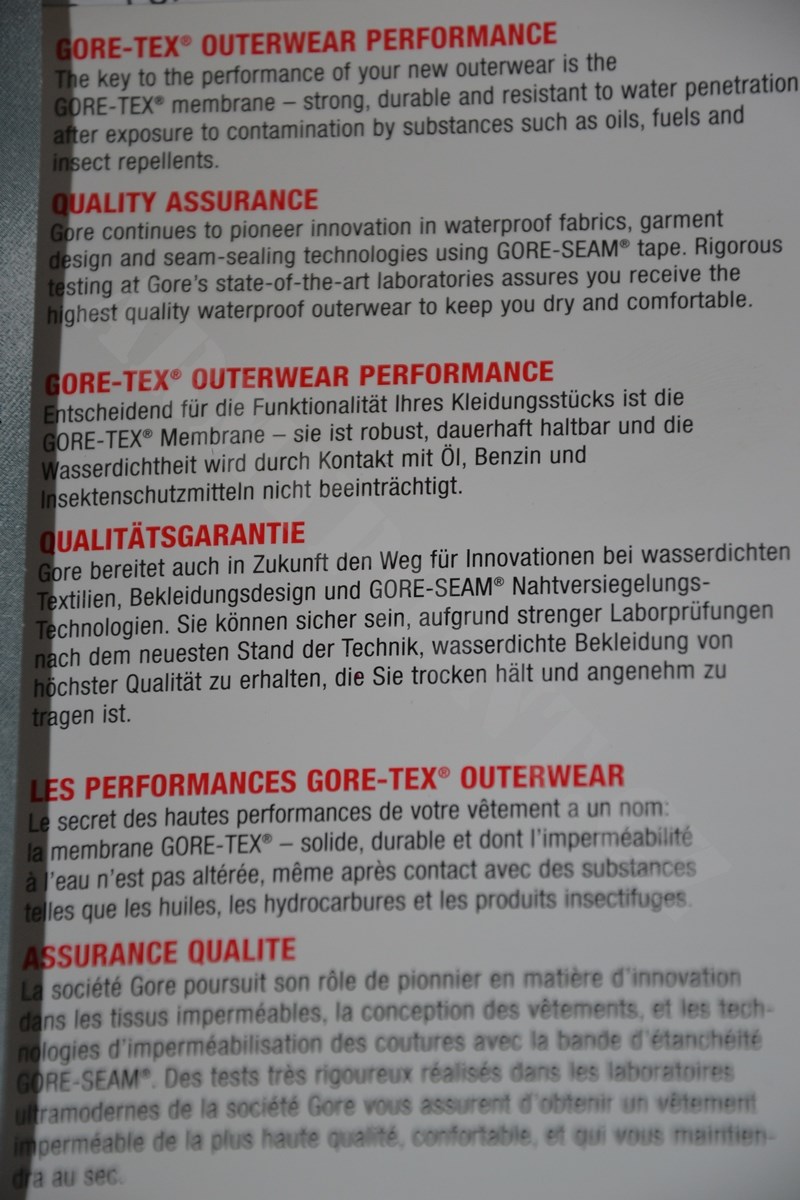 GORE-TEX® OUTERWEAR PERFORMANCE
The key to the performance of your new outerwear is the
GORE-TEX® membrane – strong, durable and resistant to water penetration
after exposure to contamination by substances such as oils, fuels and
insect repellents.
QUALITY ASSURANCE
Gore continues to pioneer innovation in waterproof fabrics, garment
design and seam-sealing technologies using GORE-SEAM® tape. Rigorous
testing at Gore's state-of-the-art laboratories assures you receive the
highest quality waterproof outerwear to keep you dry and comfortable.
GORE-TEX® OUTERWEAR PERFORMANCE
Entscheidend für die Funktionalität Ihres Kleidungsstücks ist die
GORE-TEX® Membrane – sie ist robust, dauerhaft haltbar und die
Wasserdichtheit wird durch Kontakt mit Öl, Benzin und
Insektenschutzmitteln nicht beeinträchtigt.
QUALITÄTSGARANTIE
Gore bereitet auch in Zukunft den Weg für Innovationen bei wasserdichten
Textilien, Bekleidungsdesign und GORE-SEAM® Nahtversiegelungs-
Technologien. Sie können sicher sein, aufgrund strenger Laborprüfungen
nach dem neuesten Stand der Technik, wasserdichte Bekleidung von
höchster Qualität zu erhalten, die Sie trocken hält und angenehm zu
tragen ist.
LES PERFORMANCES GORE-TEX® OUTERWEAR
Le secret des hautes performances de votre vêtement a un nom:
la membrane GORE-TEX® – solide, durable et dont l'imperméabilité
à l'eau n'est pas altérée, même après contact avec des substances
telles que les huiles, les hydrocarbures et les produits insectifuges.
ASSURANCE QUALITE
La société Gore poursuit son rôle de pionnier en matière d'innovation
dans les tissus imperméables, la conception des vêtements, et les tech-
nologies d'imperméabilisation des coutures avec la bande d'étanchéité
GORE-SEAM®. Des tests très rigoureux réalisés dans les laboratoires
ultramodernes de la société Gore vous assurent d'obtenir un vêtement
imperméable de la plus haute qualité, confortable, et qui vous maintien-
dra au sec.